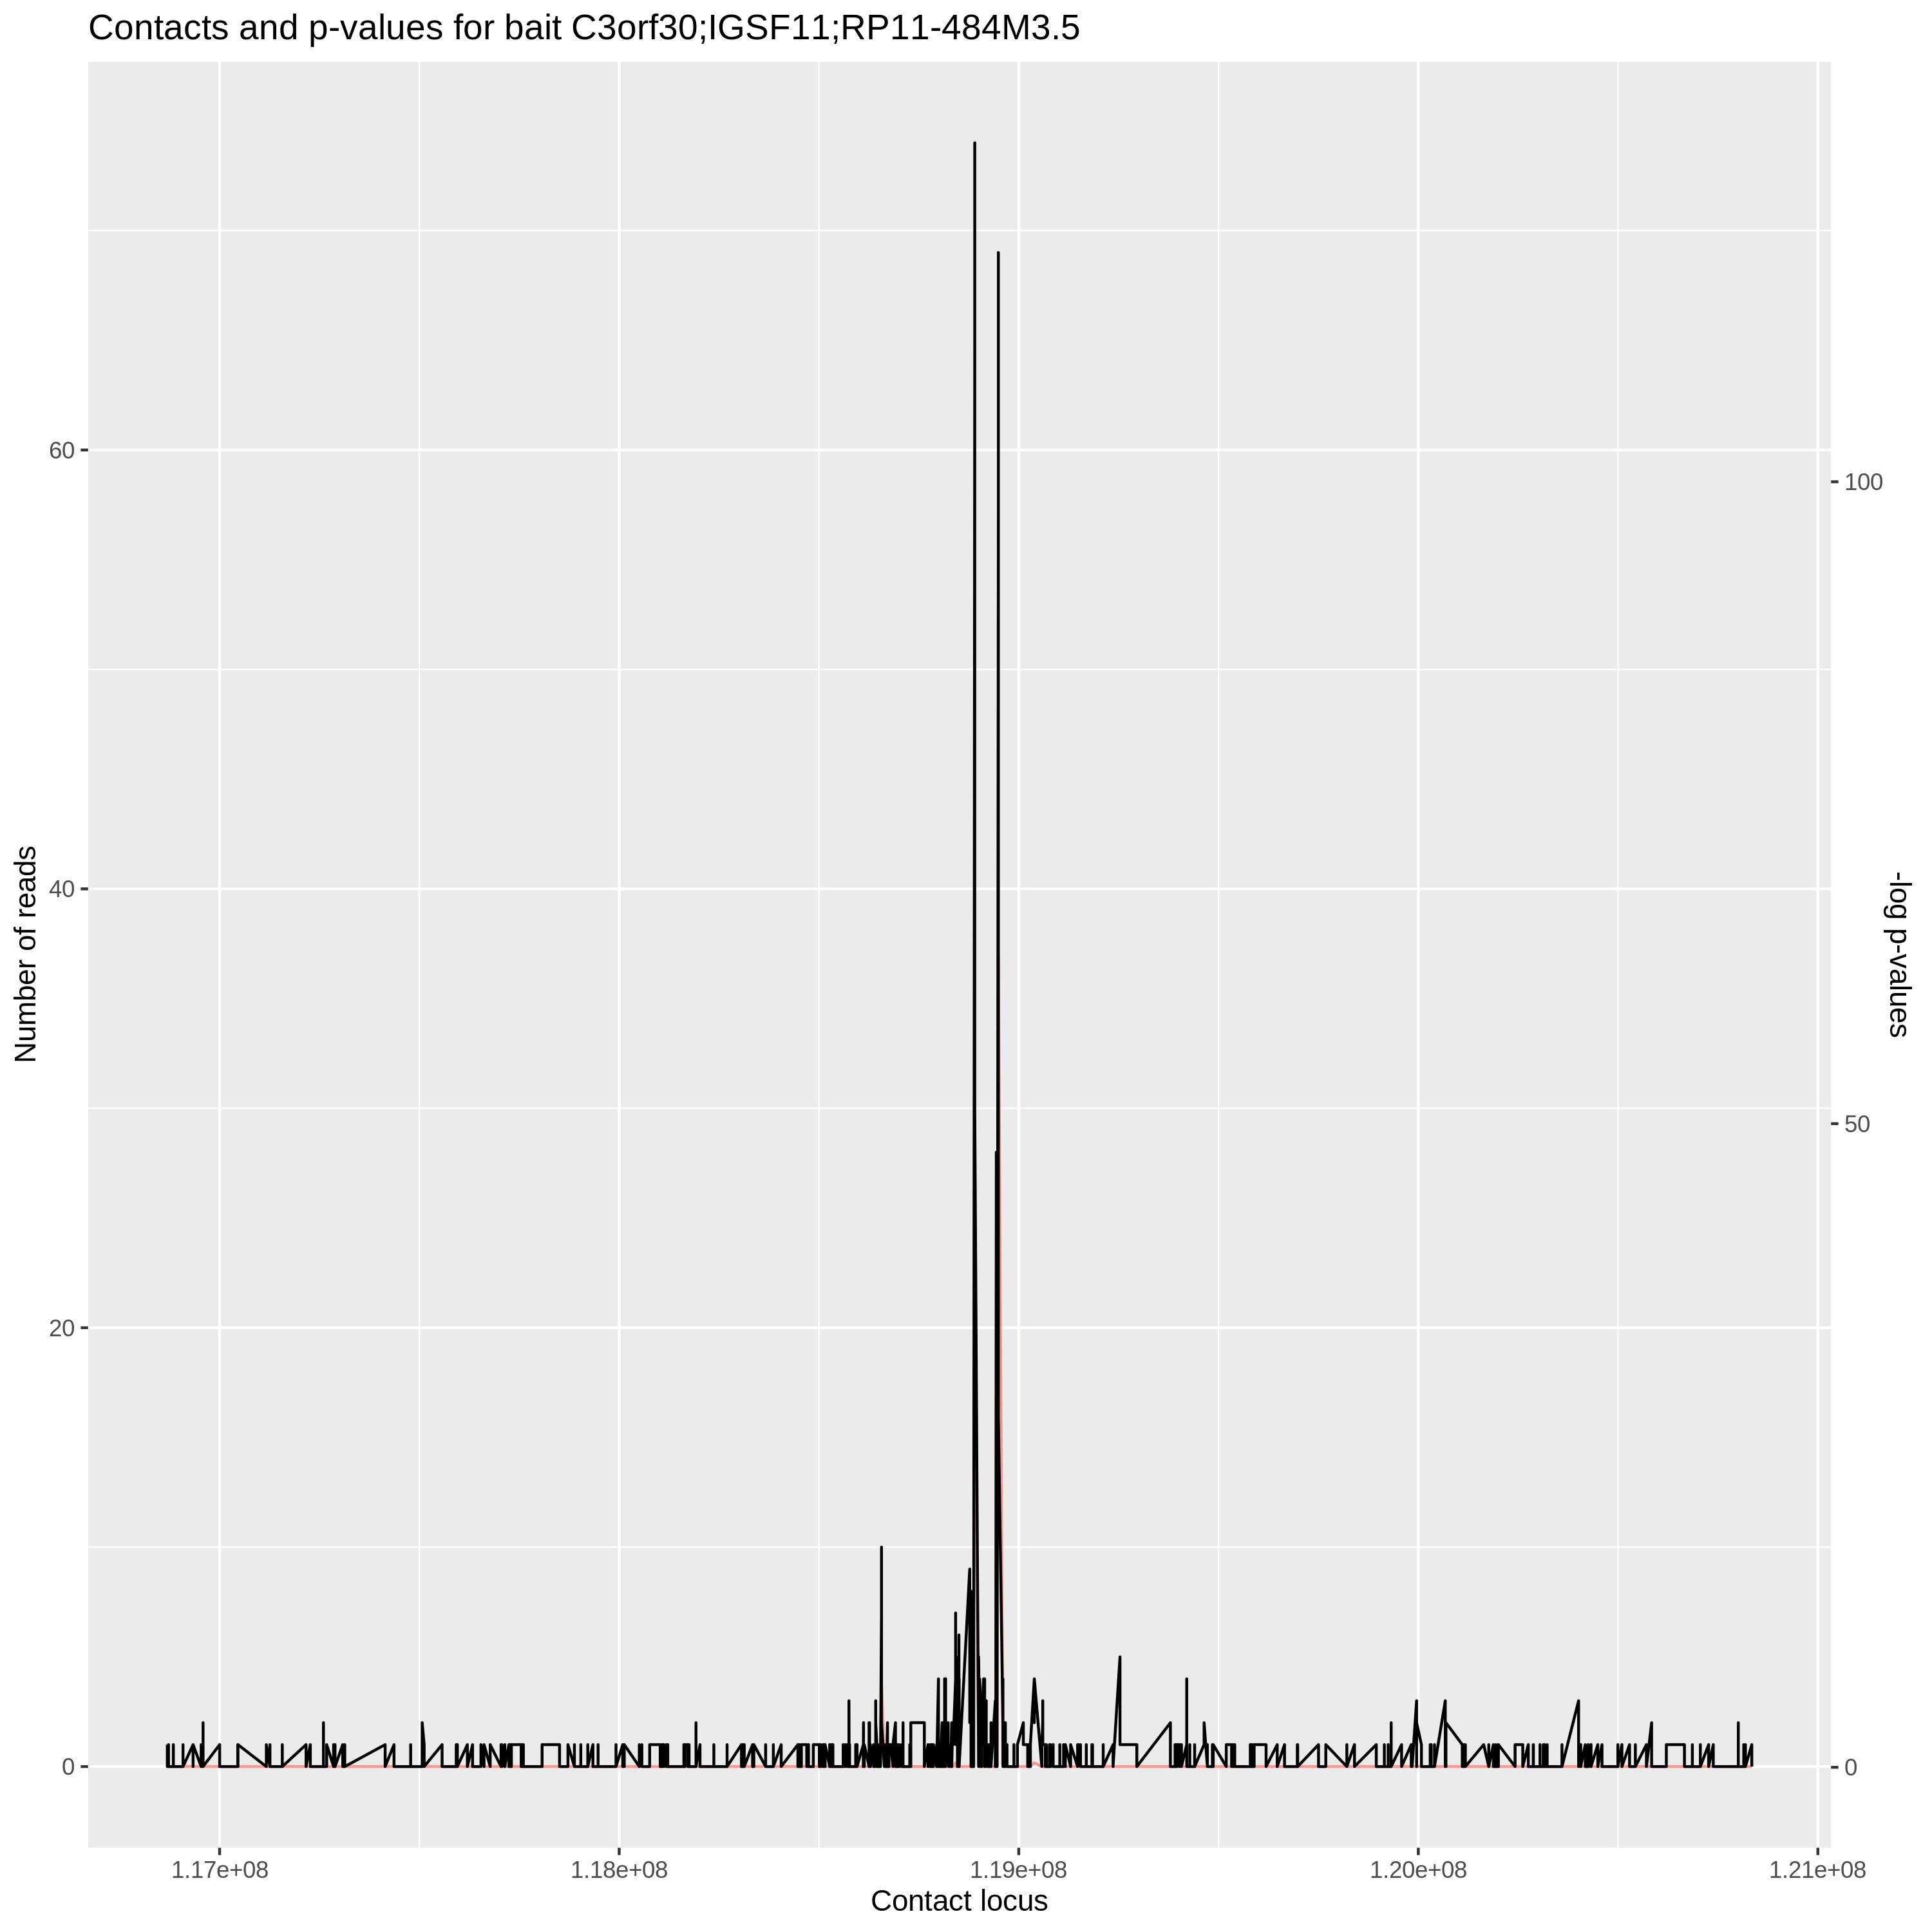 Contacts and p-values for bait C3orf30;IGSF11;RP11-484M3.5
60
40
20
0
Number of reads
100
50
0
-log p-values
1.17e+08
1.18e+08
1.19e+08
1.20e+08
1.21e+08
Contact locus